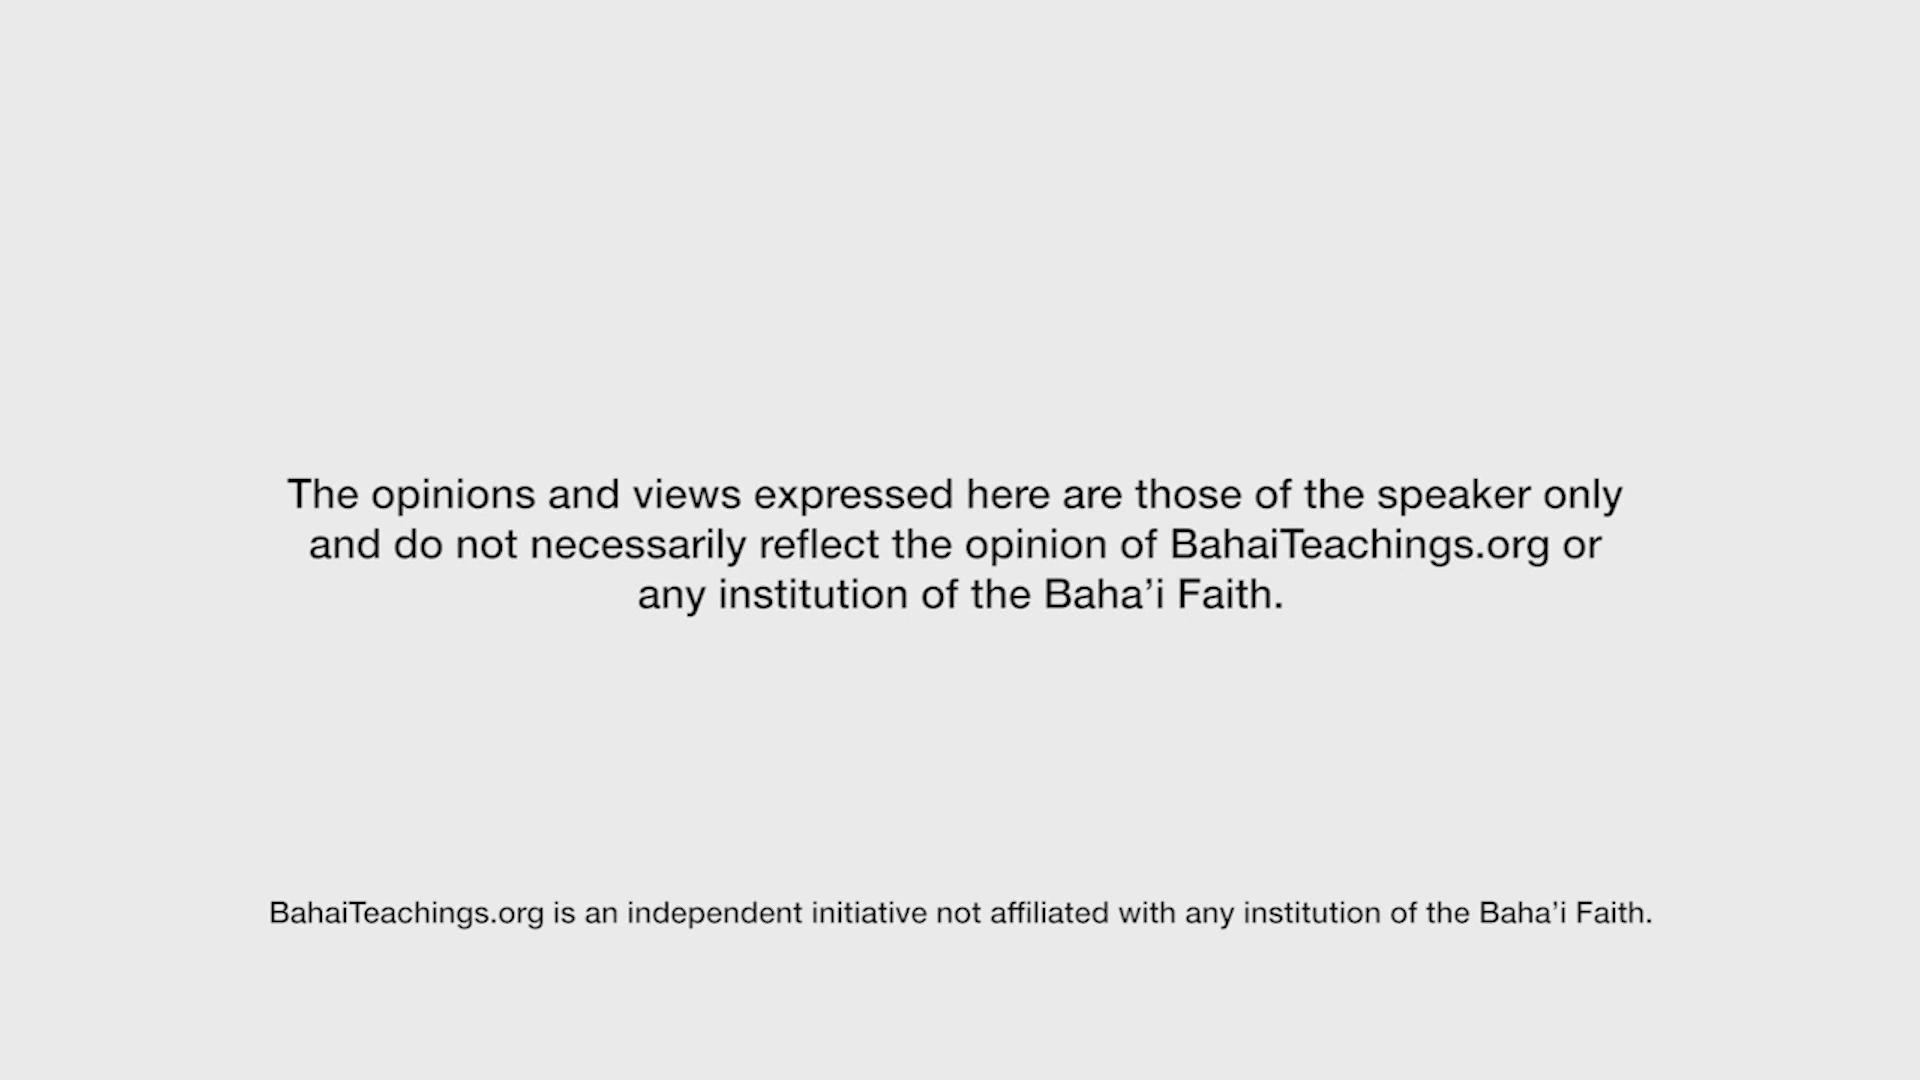 The opinions and views expressed here are those of the speaker only
and do not necessarily reflect the opinion of BahaiTeachings.org or
any institution of the Baha’i Faith.
BahaiTeachings.org is an independent initiative not affiliated with any institution of the Baha’i Faith.